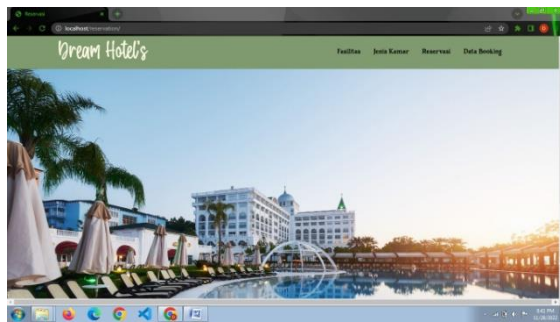 Reservasi
localhost/reservation/
Dream Hotel's
Fasilitas Jenis Kamar Reservasi Data Booking